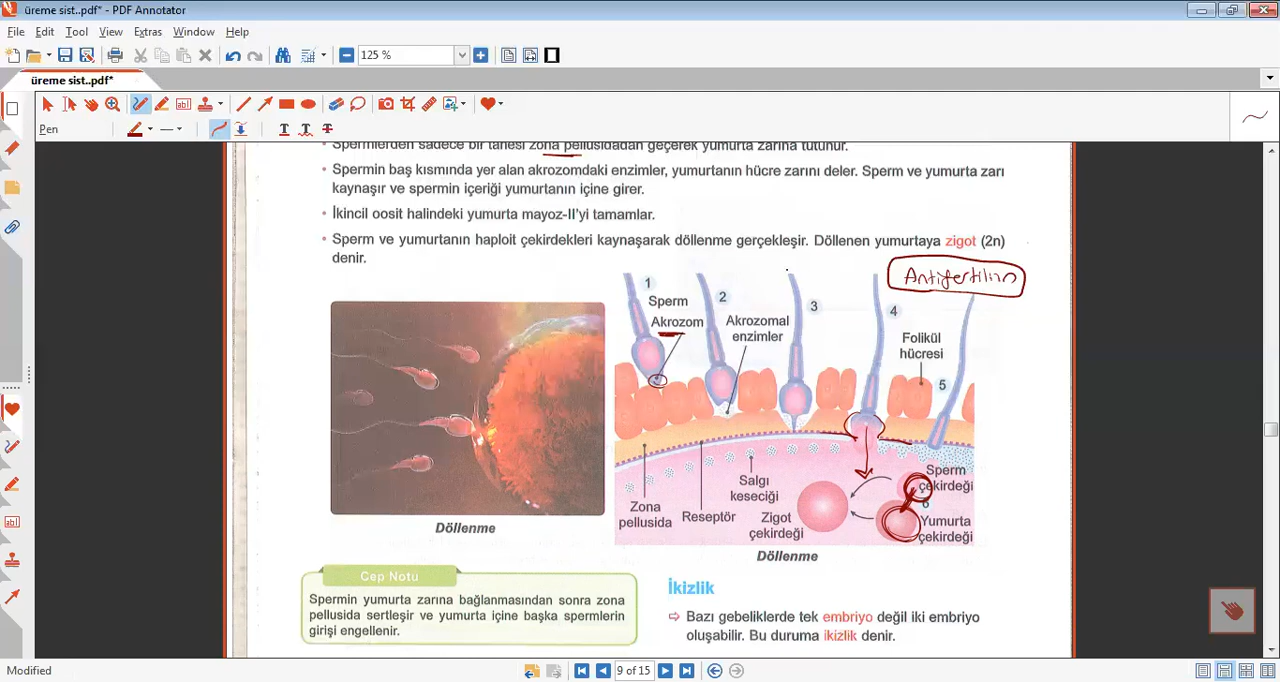 üreme sist..pdf* - PDF Annotator
File Edit Tool View Extras Window Help
125 %
üreme sist..pdf*
Pen
• Spermlerden sadece bir tanesi zona pellusidadan geçerek yumurta zarına tutunur.
• Spermin baş kısmında yer alan akrozomdaki enzimler, yumurtanın hücre zarını deler. Sperm ve yumurta zarı
kaynaşır ve spermin içeriği yumurtanın içine girer.
• İkincil oosit halindeki yumurta mayoz-II'yi tamamlar.
• Sperm ve yumurtanın haploit çekirdekleri kaynaşarak döllenme gerçekleşir. Döllenen yumurtaya zigot (2n)
denir.
Antifertilizin
1
Sperm
Akrozom
2
Akrozomal
enzimler
3
4
Folikül
hücresi
5
Sperm
çekirdeği
6
Yumurta
çekirdeği
Salgı
keseciği
Zigot
çekirdeği
Zona
pellusida
Reseptör
Döllenme
Döllenme
Cep Notu
Spermin yumurta zarına bağlanmasından sonra zona
pellusida sertleşir ve yumurta içine başka spermlerin
girişi engellenir.
İkizlik
⇨ Bazı gebeliklerde tek embriyo değil iki embriyo
oluşabilir. Bu duruma ikizlik denir.
Modified
9 of 15